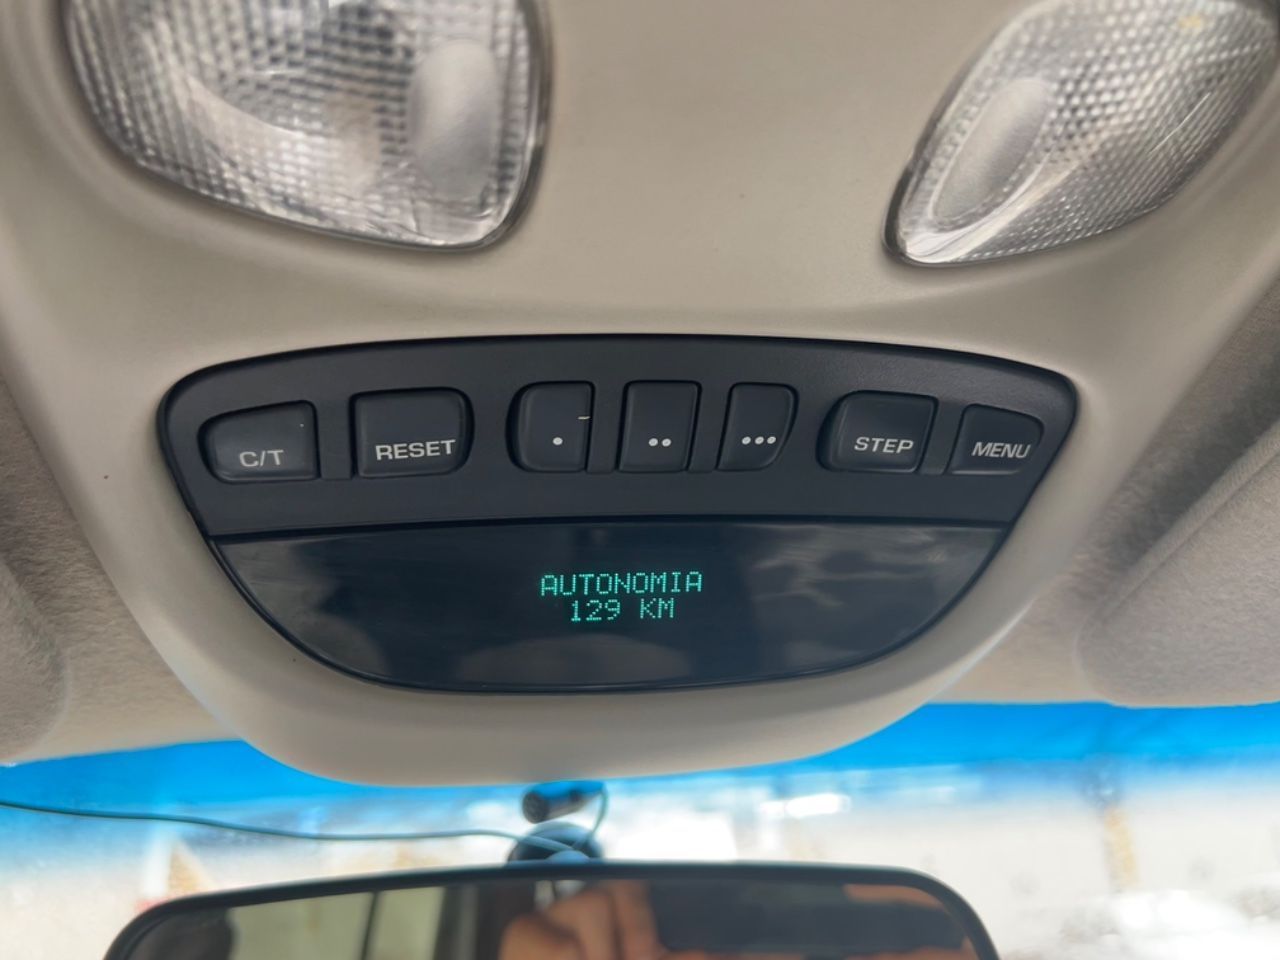 C/T RESET • •• ••• STEP MENU
AUTONOMIA
129 KM